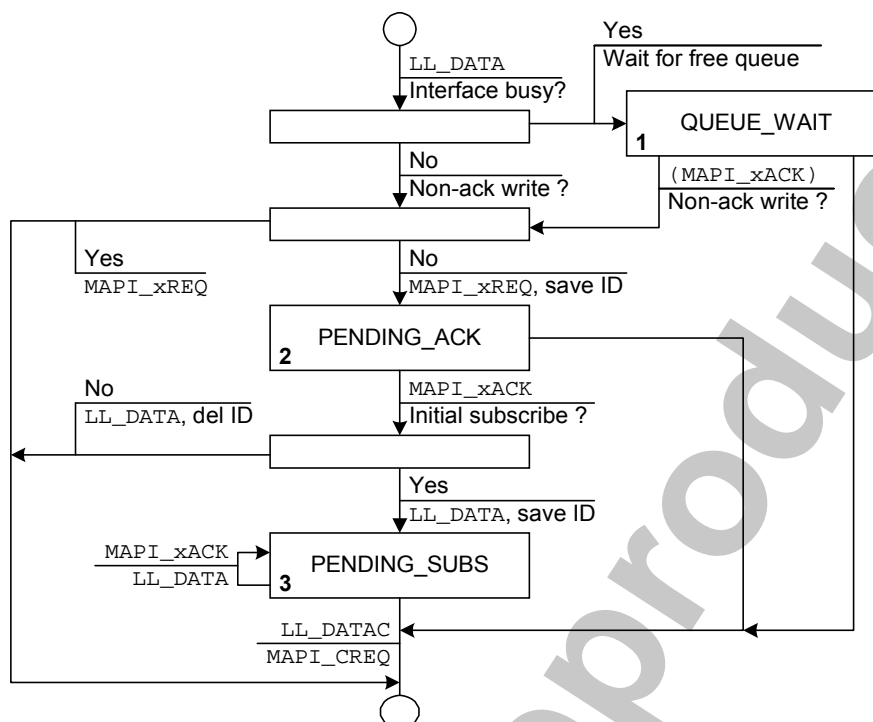 LL_DATA
Interface busy?
Yes
Wait for free queue
QUEUE_WAIT
1
No
Non-ack write ?
(MAPI_xACK)
Non-ack write ?
Yes
MAPI_xREQ
No
MAPI_xREQ, save ID
PENDING_ACK
2
MAPI_xACK
Initial subscribe ?
No
LL_DATA, del ID
Yes
LL_DATA, save ID
MAPI_xACK
LL_DATA
PENDING_SUBS
3
LL_DATAC
MAPI_CREQ
produ